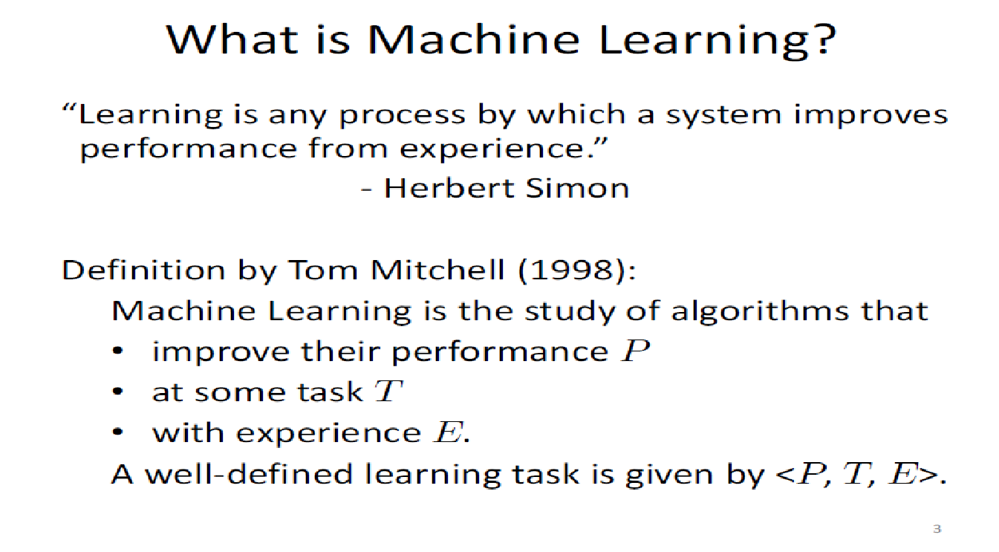 What is Machine Learning?
“Learning is any process by which a system improves
performance from experience.”
- Herbert Simon
Definition by Tom Mitchell (1998):
Machine Learning is the study of algorithms that
• improve their performance P
• at some task T
• with experience E.
A well-defined learning task is given by <P, T, E>.
3